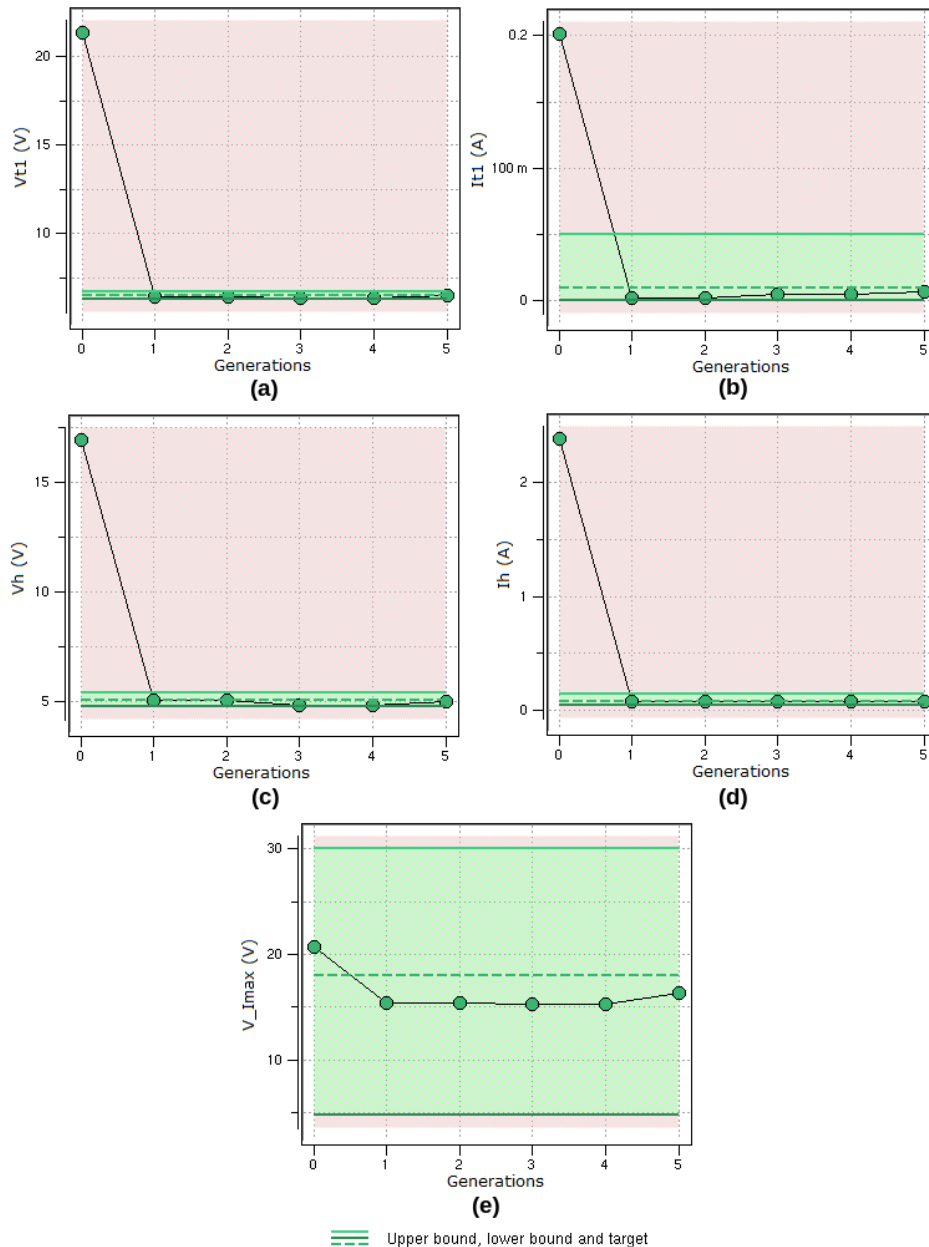 20
15
10
Vt1 (V)
0 1 2 3 4 5
Generations
(a)
0.2
100 m
0
It1 (A)
0 1 2 3 4 5
Generations
(b)
15
10
5
Vh (V)
0 1 2 3 4 5
Generations
(c)
2
1
0
Ih (A)
0 1 2 3 4 5
Generations
(d)
30
20
10
V_Imax (V)
0 1 2 3 4 5
Generations
(e)
Upper bound, lower bound and target